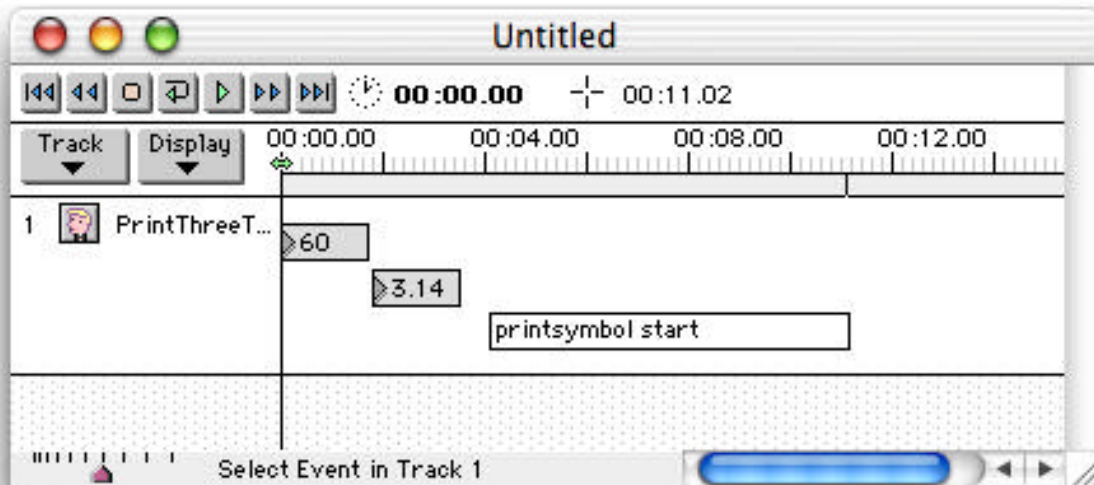 Untitled
00:00.00 00:11.02
Track Display 00:00.00 00:04.00 00:08.00 00:12.00
1 PrintThreeT...
60
3.14
printsymbol start
Select Event in Track 1